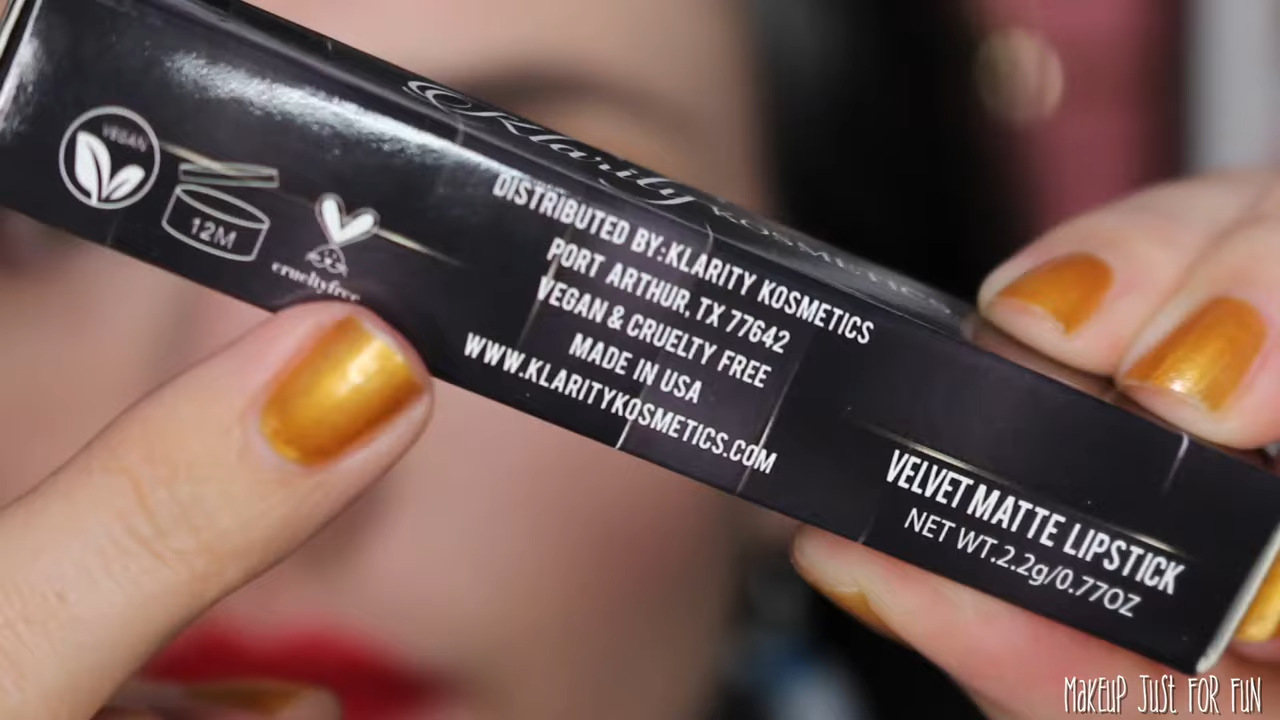 VEGAN
12M
crueltyfree
Klarity KOSMETICS
DISTRIBUTED BY:KLARITY KOSMETICS
PORT ARTHUR, TX 77642
VEGAN & CRUELTY FREE
MADE IN USA
WWW.KLARITYKOSMETICS.COM
VELVET MATTE LIPSTICK
NET WT.2.2g/0.77OZ
MAKEUP JUST FOR FUN